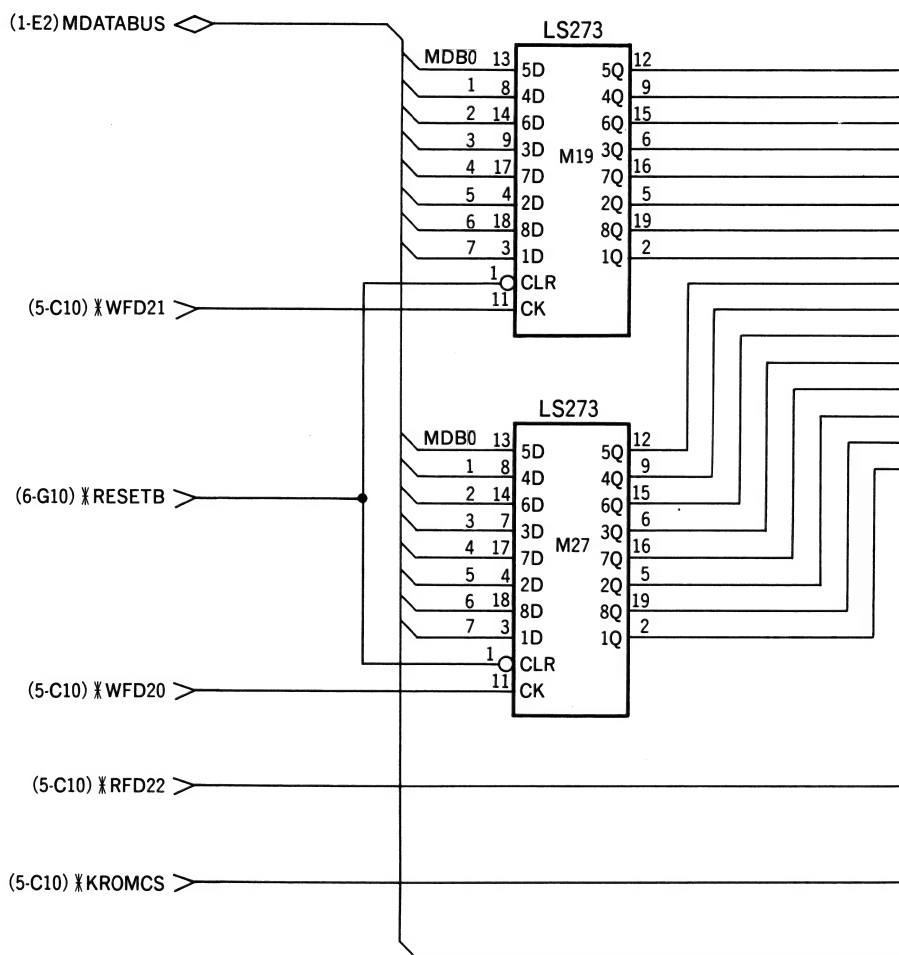 (1-E2) MDATABUS
LS273
MDB0 13 5D 5Q 12
1 8 4D 4Q 9
2 14 6D 6Q 15
3 9 3D M19 3Q 6
4 17 7D 7Q 16
5 4 2D 2Q 5
6 18 8D 8Q 19
7 3 1D 1Q 2
1 CLR
(5-C10) *WFD21 11 CK
LS273
MDB0 13 5D 5Q 12
1 8 4D 4Q 9
(6-G10) *RESETB 2 14 6D 6Q 15
3 7 3D M27 3Q 6
4 17 7D 7Q 16
5 4 2D 2Q 5
6 18 8D 8Q 19
7 3 1D 1Q 2
1 CLR
(5-C10) *WFD20 11 CK
(5-C10) *RFD22
(5-C10) *KROMCS